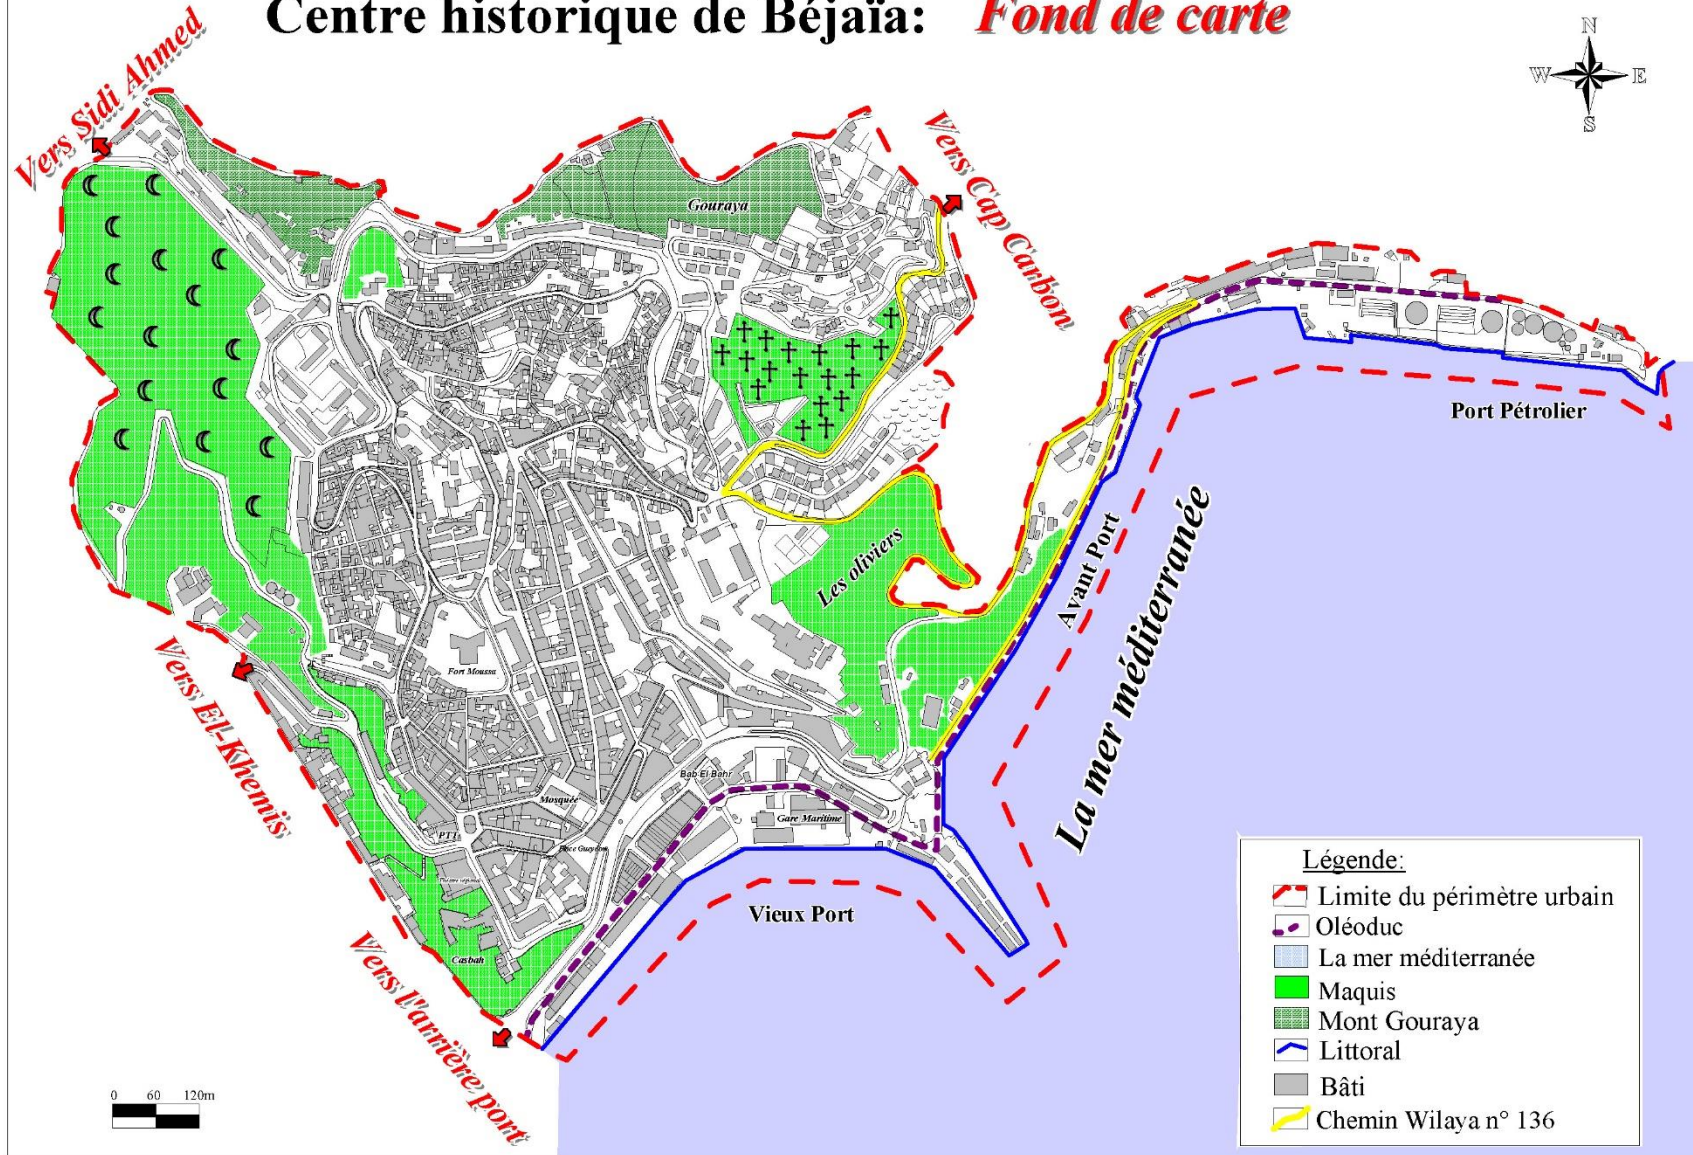 Centre historique de Béjaïa: Fond de carte
N
W E
S
Vers Sidi Ahmed
Vers Cap Carbon
Gouraya
Port Pétrolier
Les oliviers
Avant Port
La mer méditerranée
Fort Moussa
Vers El-Khemis
Bab El Bahr
Mosquée
Gare Maritime
PTT
Place Gueydon
Vieux Port
Casbah
Vers l'arrière port
0 60 120m
Légende:
Limite du périmètre urbain
Oléoduc
La mer méditerranée
Maquis
Mont Gouraya
Littoral
Bâti
Chemin Wilaya n° 136